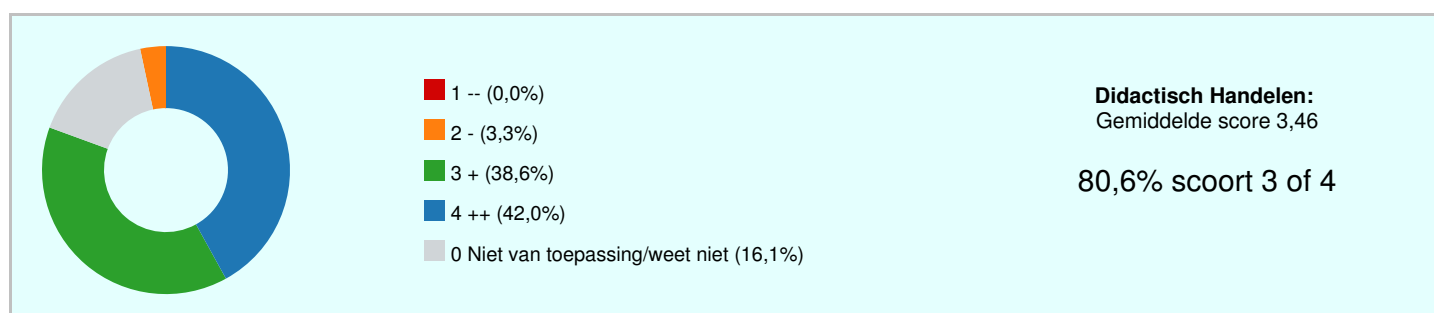 1 -- (0,0%)
2 - (3,3%)
3 + (38,6%)
4 ++ (42,0%)
0 Niet van toepassing/weet niet (16,1%)
Didactisch Handelen:
Gemiddelde score 3,46
80,6% scoort 3 of 4